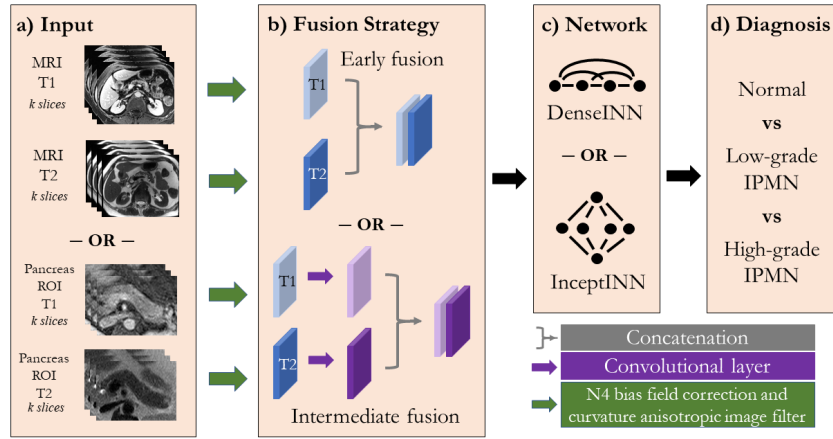 a) Input
MRI
T1
k slices
MRI
T2
k slices
– OR –
Pancreas
ROI
T1
k slices
Pancreas
ROI
T2
k slices
b) Fusion Strategy
Early fusion
T1
T2
– OR –
T1
T2
Intermediate fusion
c) Network
DenseINN
– OR –
InceptINN
d) Diagnosis
Normal
vs
Low-grade
IPMN
vs
High-grade
IPMN
Concatenation
Convolutional layer
N4 bias field correction and
curvature anisotropic image filter